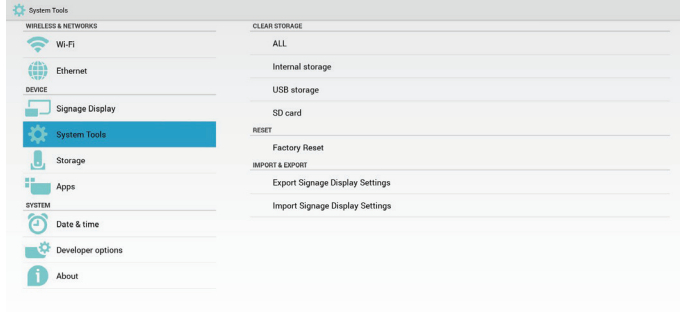 System Tools
WIRELESS & NETWORKS
Wi-Fi
Ethernet
DEVICE
Signage Display
System Tools
Storage
Apps
SYSTEM
Date & time
Developer options
About
CLEAR STORAGE
ALL
Internal storage
USB storage
SD card
RESET
Factory Reset
IMPORT & EXPORT
Export Signage Display Settings
Import Signage Display Settings